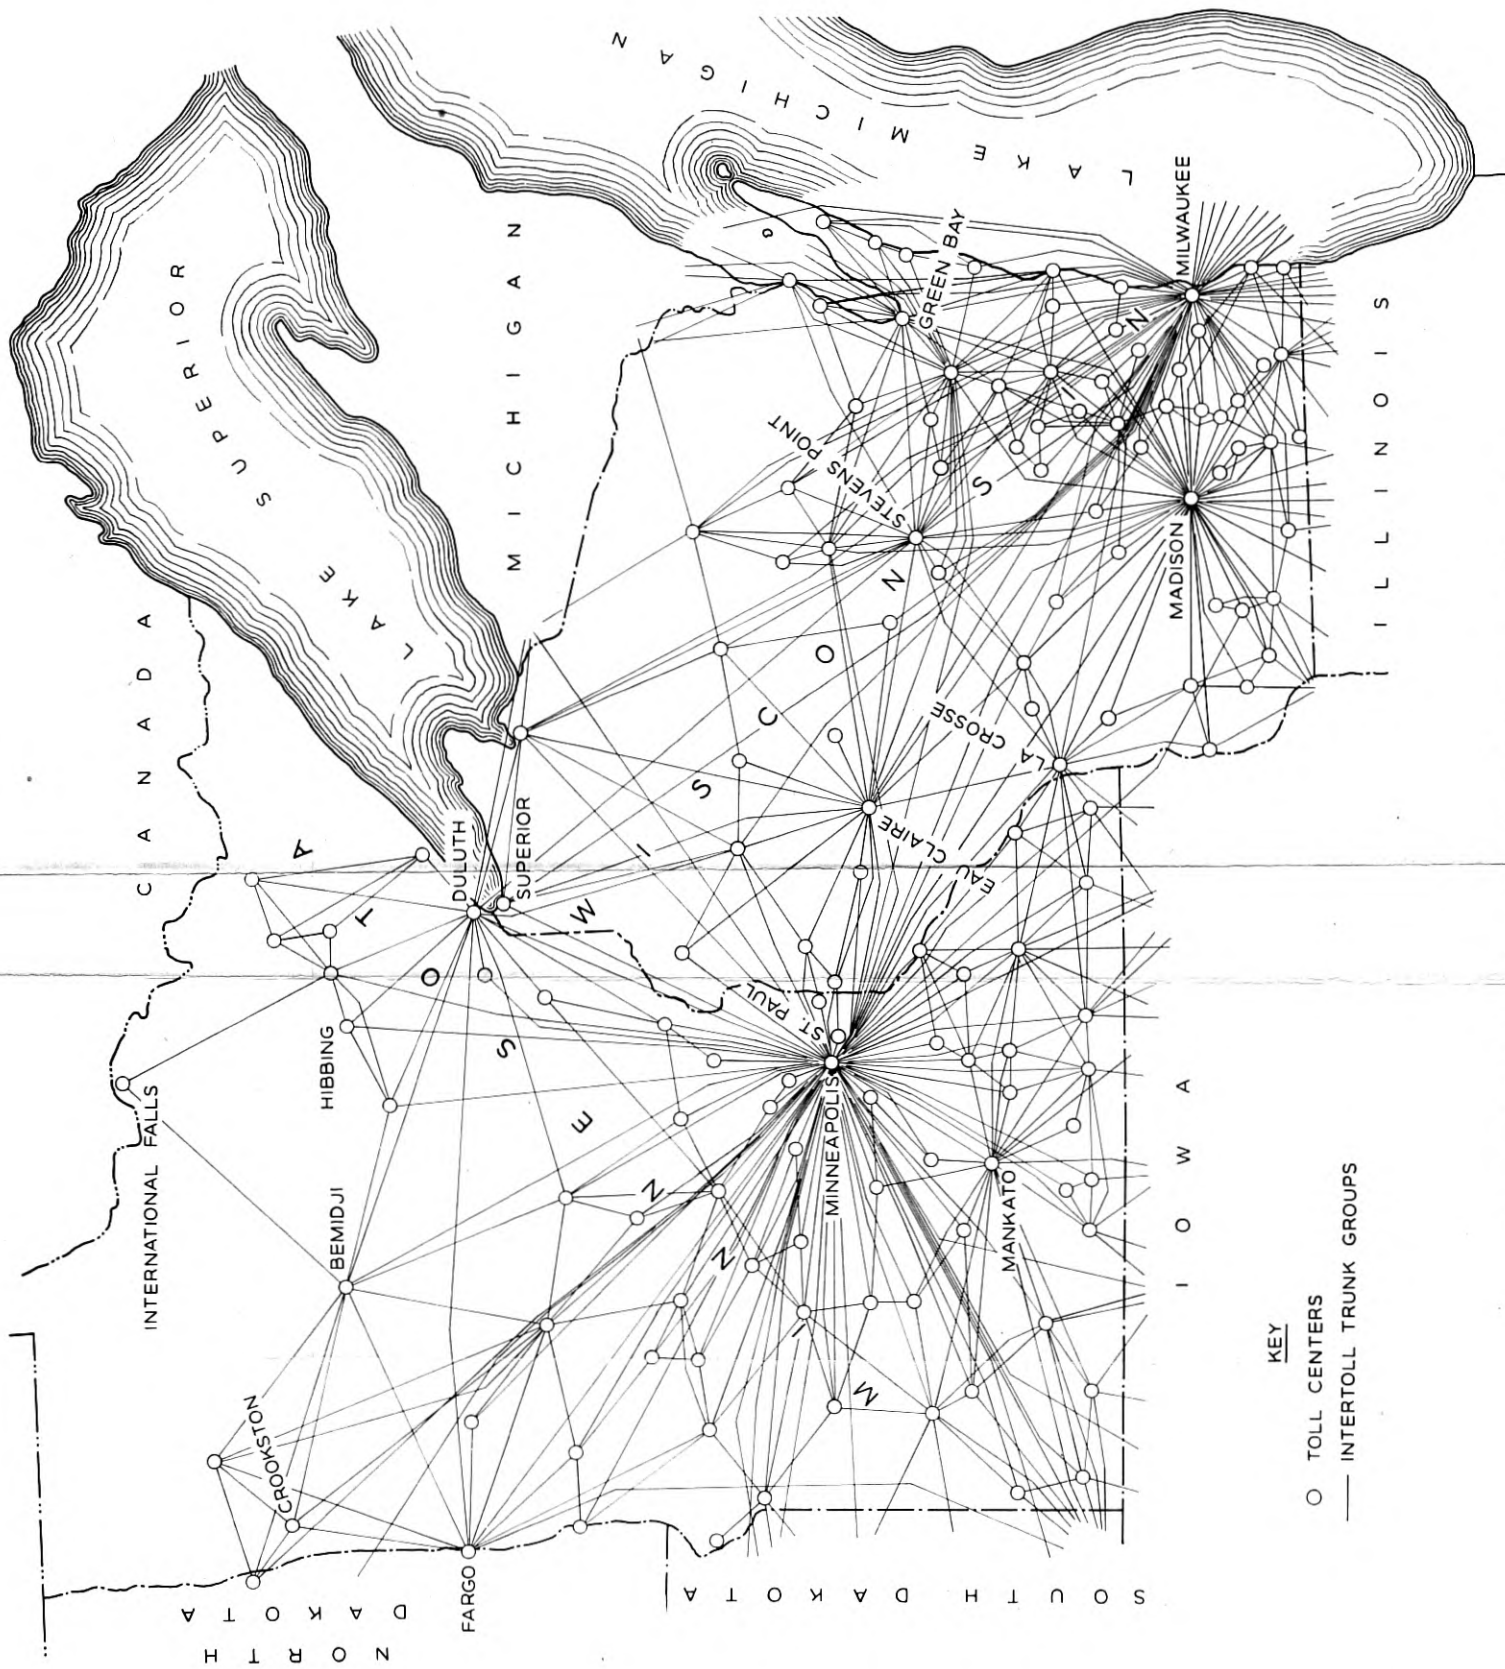 CANADA
LAKE SUPERIOR
MICHIGAN
LAKE MICHIGAN
NORTH DAKOTA
SOUTH DAKOTA
MINNESOTA
WISCONSIN
IOWA
ILLINOIS
INTERNATIONAL FALLS
HIBBING
BEMIDJI
CROOKSTON
FARGO
DULUTH
SUPERIOR
ST. PAUL
MINNEAPOLIS
MANKATO
EAU CLAIRE
LA CROSSE
STEVENS POINT
GREEN BAY
MADISON
MILWAUKEE
KEY
TOLL CENTERS
INTERTOLL TRUNK GROUPS